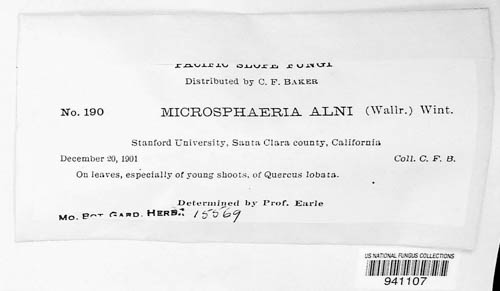 PACIFIC SLOPE FUNGI
Distributed by C. F. BAKER
No. 190 MICROSPHAERIA ALNI (Wallr.) Wint.
Stanford University, Santa Clara county, California
December 20, 1901 Coll. C. F. B.
On leaves, especially of young shoots, of Quercus lobata.
Determined by Prof. Earle
MO. BOT. GARD. HERB. 15569
US NATIONAL FUNGUS COLLECTIONS
941107